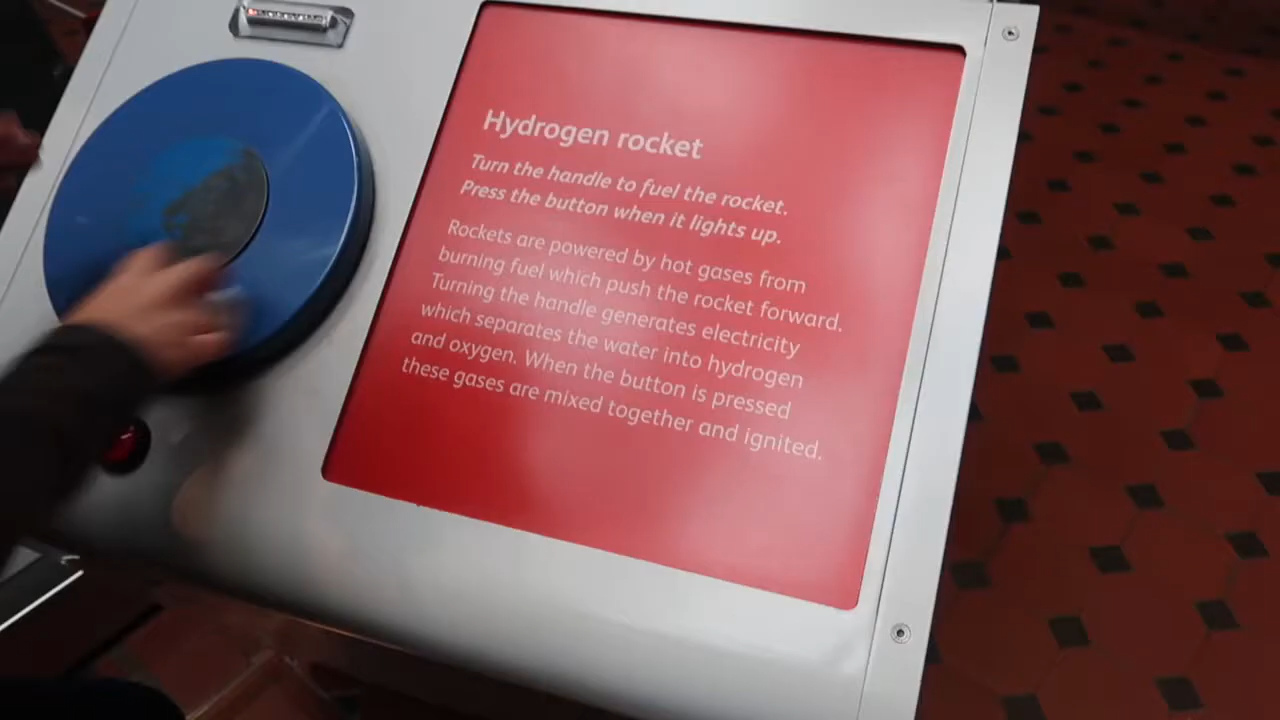 Hydrogen rocket
Turn the handle to fuel the rocket.
Press the button when it lights up.
Rockets are powered by hot gases from
burning fuel which push the rocket forward.
Turning the handle generates electricity
which separates the water into hydrogen
and oxygen. When the button is pressed
these gases are mixed together and ignited.